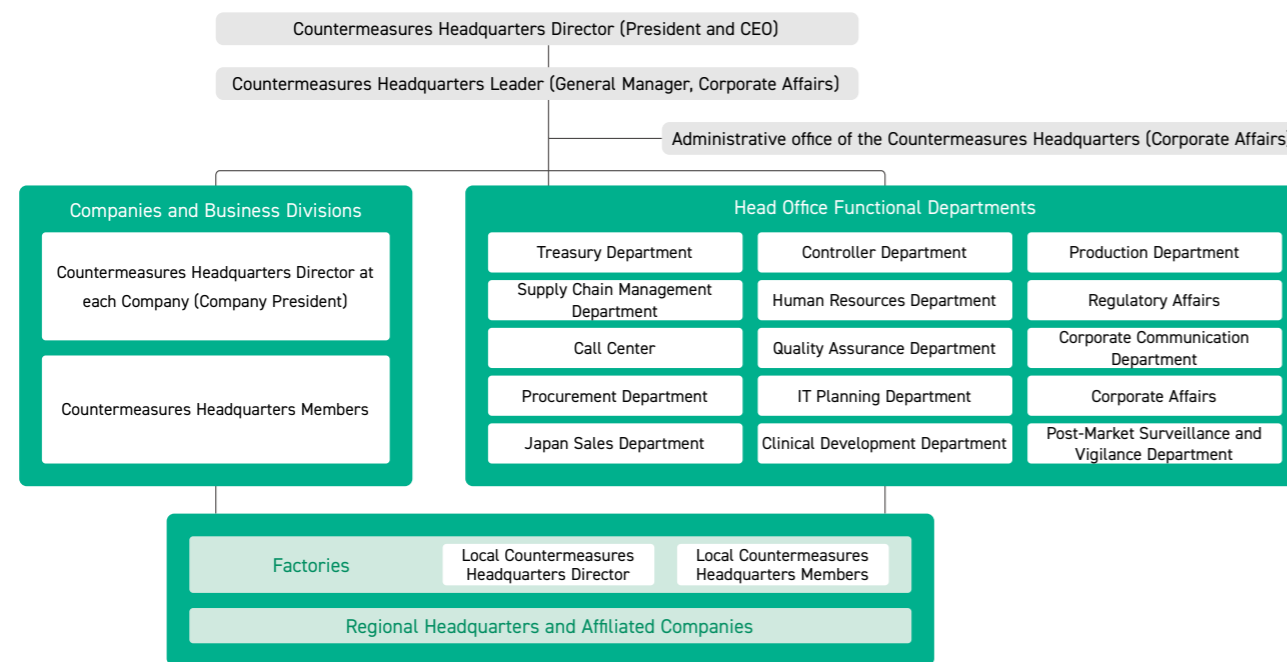 Countermeasures Headquarters Director (President and CEO)
Countermeasures Headquarters Leader (General Manager, Corporate Affairs)
Administrative office of the Countermeasures Headquarters (Corporate Affairs)
Companies and Business Divisions
Countermeasures Headquarters Director at
each Company (Company President)
Countermeasures Headquarters Members
Head Office Functional Departments
Treasury Department
Controller Department
Production Department
Supply Chain Management
Department
Human Resources Department
Regulatory Affairs
Call Center
Quality Assurance Department
Corporate Communication
Department
Procurement Department
IT Planning Department
Corporate Affairs
Japan Sales Department
Clinical Development Department
Post-Market Surveillance and
Vigilance Department
Factories
Local Countermeasures
Headquarters Director
Local Countermeasures
Headquarters Members
Regional Headquarters and Affiliated Companies